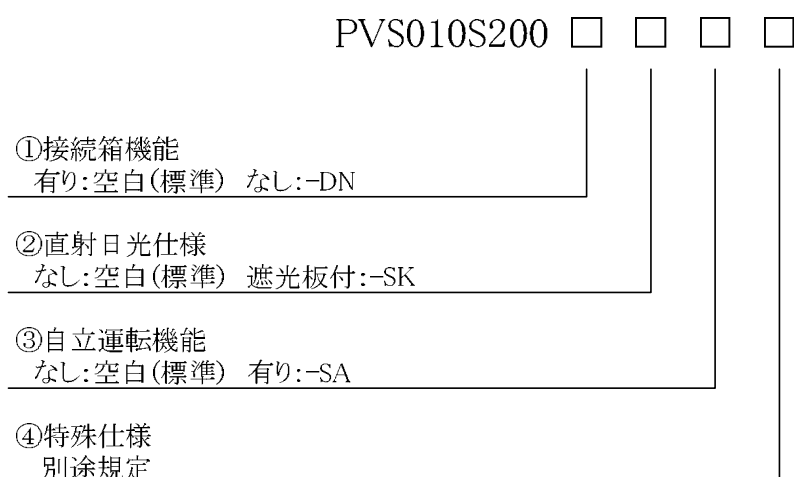 PVS010S200 □ □ □ □
①接続箱機能
有り:空白(標準) なし:-DN
②直射日光仕様
なし:空白(標準) 遮光板付:-SK
③自立運転機能
なし:空白(標準) 有り:-SA
④特殊仕様
別途規定